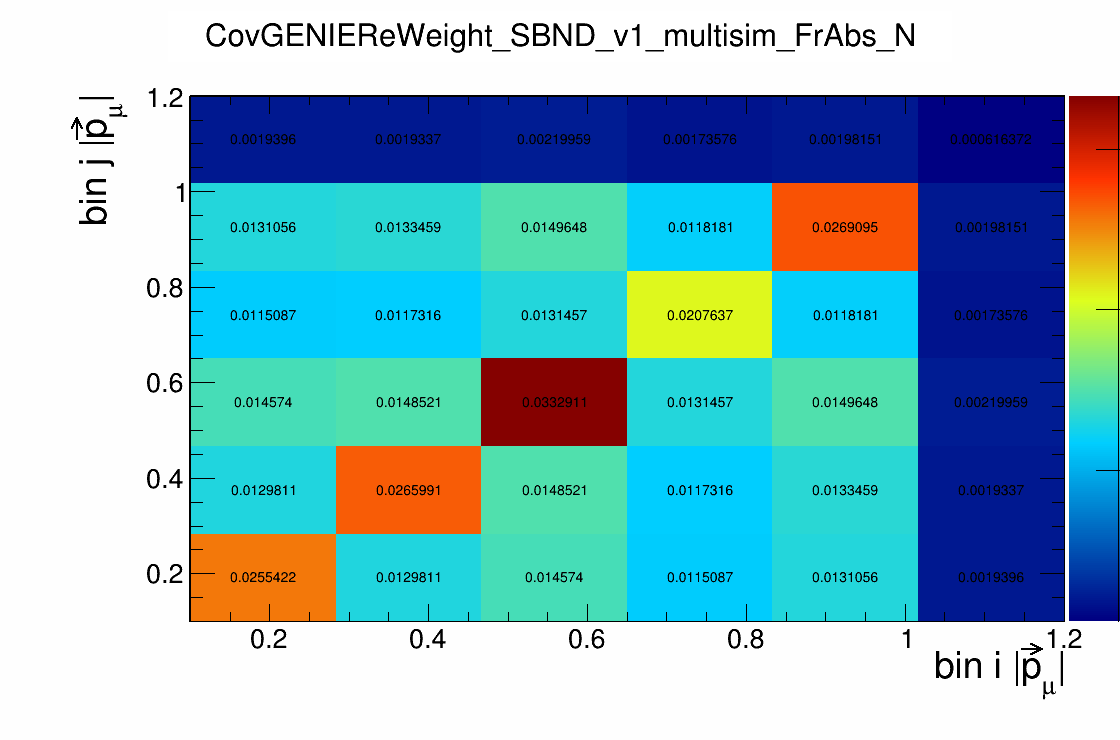 CovGENIEReWeight_SBND_v1_multisim_FrAbs_N
bin j |p⃗μ|
1.2
0.0019396 0.0019337 0.00219959 0.00173576 0.00198151 0.000618372
1
0.0131056 0.0133459 0.0149648 0.0118181 0.0269095 0.00198151
0.8
0.0115087 0.0117316 0.0131457 0.0207637 0.0118181 0.00173576
0.6
0.014574 0.0148521 0.0332911 0.0131457 0.0149648 0.00219959
0.4
0.0129811 0.0265991 0.0148521 0.0117316 0.0133459 0.0019337
0.2
0.0255422 0.0129811 0.014574 0.0115087 0.0131056 0.0019396
0.2 0.4 0.6 0.8 1 1.2
bin i |p⃗μ|